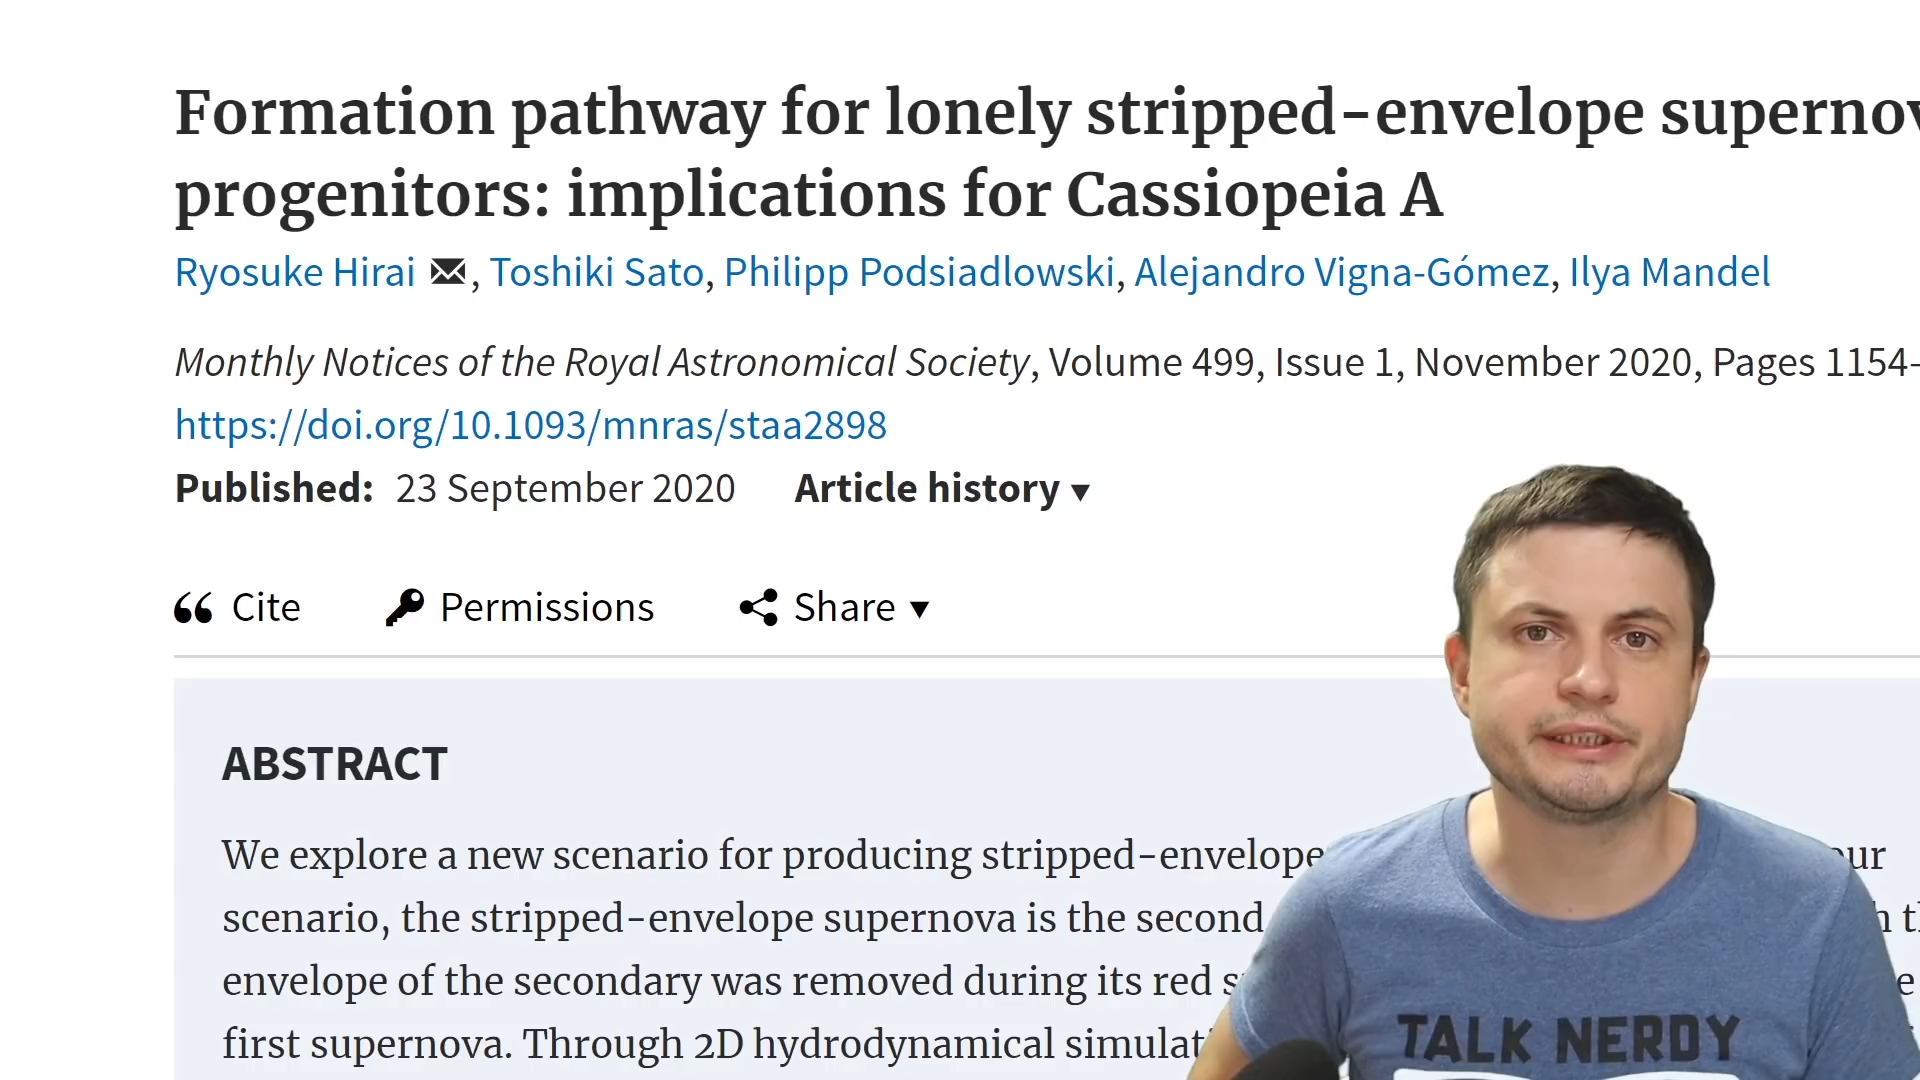 Formation pathway for lonely stripped-envelope
progenitors: implications for Cassiopeia A
Ryosuke Hirai ✉, Toshiki Sato, Philipp Podsiadlowski, Alejandro Vigna-Gómez, Ilya Mandel
Monthly Notices of the Royal Astronomical Society, Volume 499, Issue 1, November 2020, Pages 1154-
https://doi.org/10.1093/mnras/staa2898
Published: 23 September 2020 Article history ▼
Cite Permissions Share ▼
ABSTRACT
We explore a new scenario for producing stripped-envelope
scenario, the stripped-envelope supernova is the second
envelope of the secondary was removed during its red
first supernova. Through 2D hydrodynamical
TALK NERDY